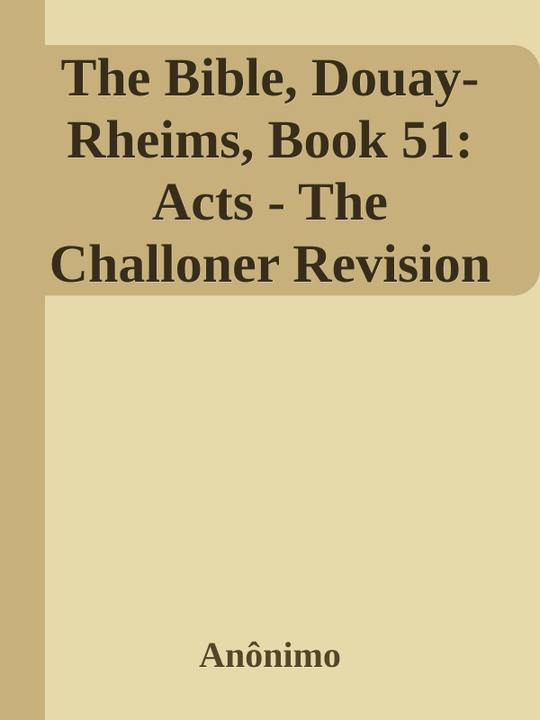 The Bible, Douay-
Rheims, Book 51:
Acts - The
Challoner Revision
Anônimo